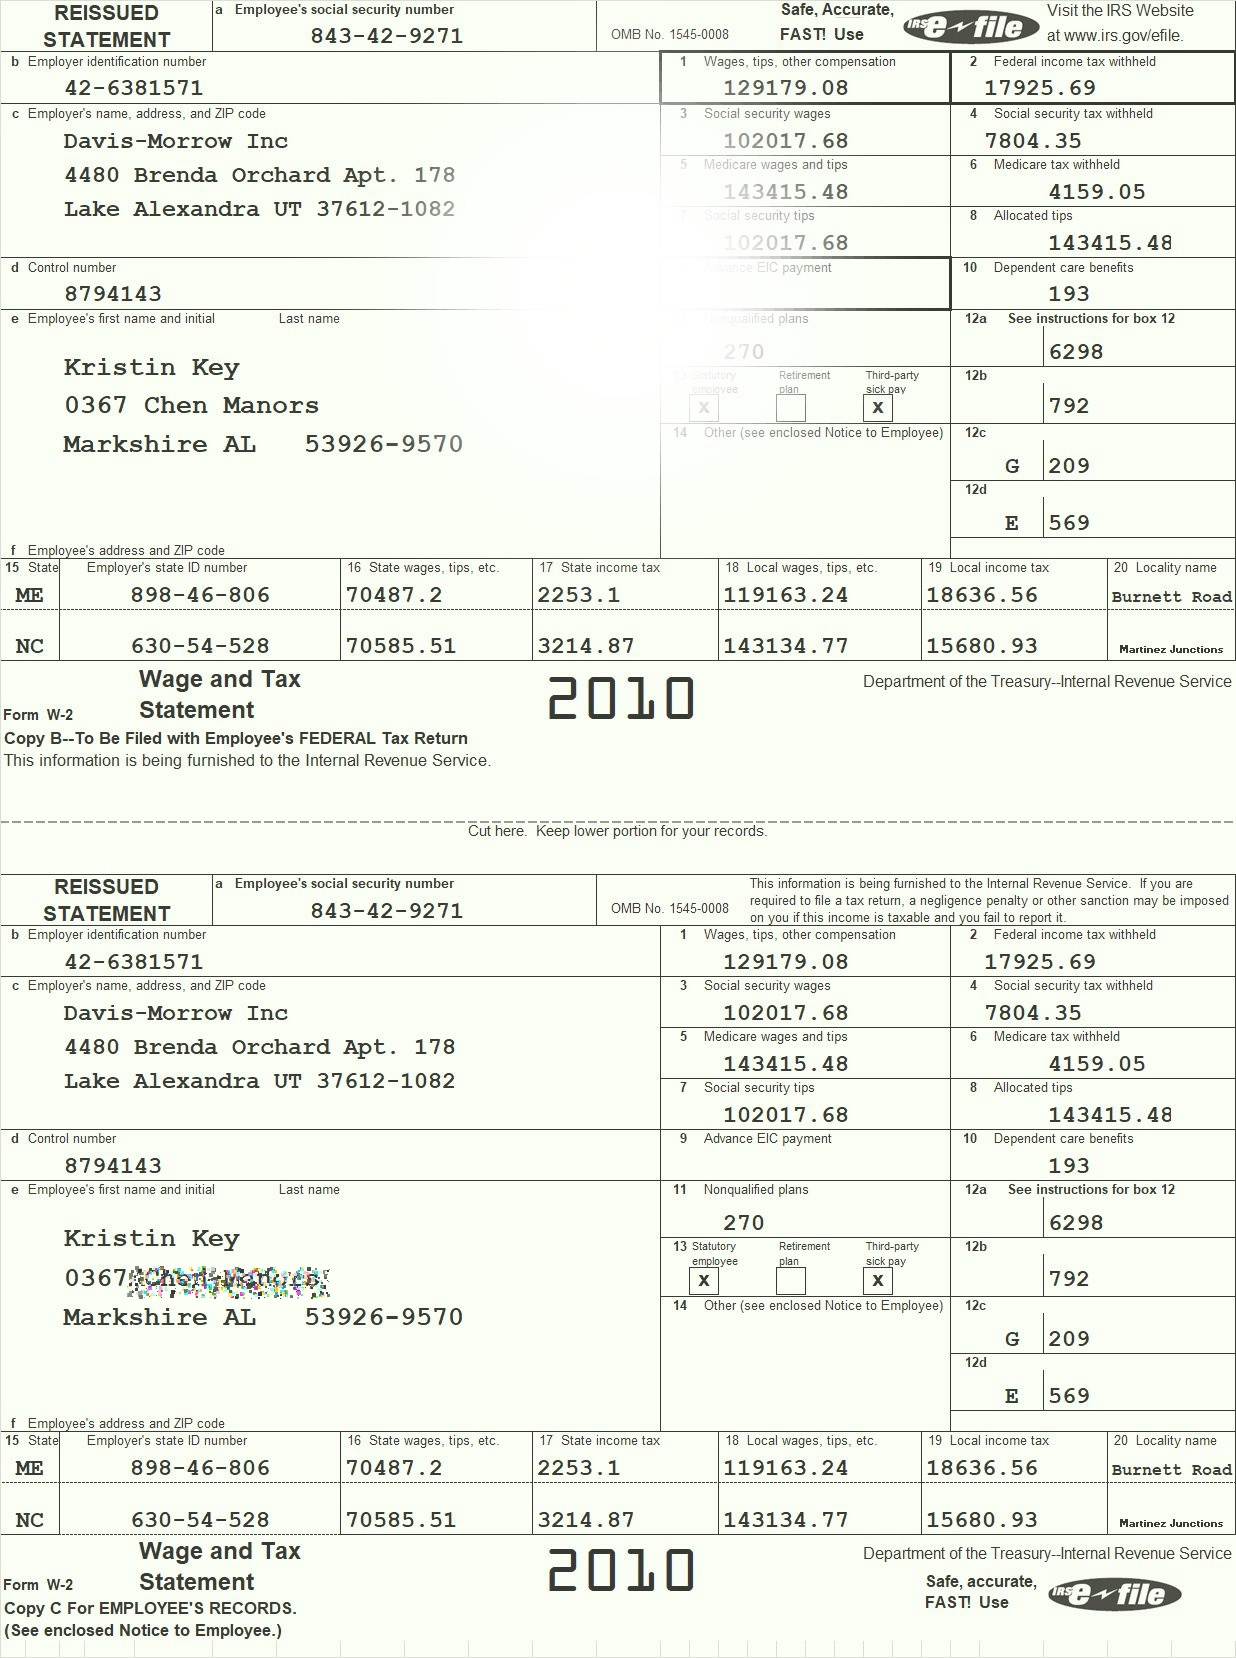 REISSUED STATEMENT
a Employee's social security number
843-42-9271
OMB No. 1545-0008
Safe, Accurate, FAST! Use
IRS e-file
Visit the IRS Website at www.irs.gov/efile.
b Employer identification number
42-6381571
1 Wages, tips, other compensation
129179.08
2 Federal income tax withheld
17925.69
c Employer's name, address, and ZIP code
Davis-Morrow Inc
4480 Brenda Orchard Apt. 178
Lake Alexandra UT 37612-1082
3 Social security wages
102017.68
4 Social security tax withheld
7804.35
5 Medicare wages and tips
143415.48
6 Medicare tax withheld
4159.05
7 Social security tips
102017.68
8 Allocated tips
143415.48
d Control number
8794143
Advance EIC payment
10 Dependent care benefits
193
e Employee's first name and initial Last name
Kristin Key
0367 Chen Manors
Markshire AL 53926-9570
Nonqualified plans
270
12a See instructions for box 12
6298
13 Statutory employee
X
Retirement plan
Third-party sick pay
X
12b
792
14 Other (see enclosed Notice to Employee)
12c
G 209
12d
E 569
f Employee's address and ZIP code
15 State Employer's state ID number 16 State wages, tips, etc. 17 State income tax 18 Local wages, tips, etc. 19 Local income tax 20 Locality name
ME 898-46-806 70487.2 2253.1 119163.24 18636.56 Burnett Road
NC 630-54-528 70585.51 3214.87 143134.77 15680.93 Martinez Junctions
Form W-2 Wage and Tax Statement
2010
Department of the Treasury--Internal Revenue Service
Copy B--To Be Filed with Employee's FEDERAL Tax Return
This information is being furnished to the Internal Revenue Service.
Cut here. Keep lower portion for your records.
REISSUED STATEMENT
a Employee's social security number
843-42-9271
OMB No. 1545-0008
This information is being furnished to the Internal Revenue Service. If you are
required to file a tax return, a negligence penalty or other sanction may be imposed
on you if this income is taxable and you fail to report it.
b Employer identification number
42-6381571
1 Wages, tips, other compensation
129179.08
2 Federal income tax withheld
17925.69
c Employer's name, address, and ZIP code
Davis-Morrow Inc
4480 Brenda Orchard Apt. 178
Lake Alexandra UT 37612-1082
3 Social security wages
102017.68
4 Social security tax withheld
7804.35
5 Medicare wages and tips
143415.48
6 Medicare tax withheld
4159.05
7 Social security tips
102017.68
8 Allocated tips
143415.48
d Control number
8794143
9 Advance EIC payment
10 Dependent care benefits
193
e Employee's first name and initial Last name
Kristin Key
0367 Chen Manors
Markshire AL 53926-9570
11 Nonqualified plans
270
12a See instructions for box 12
6298
13 Statutory employee
X
Retirement plan
Third-party sick pay
X
12b
792
14 Other (see enclosed Notice to Employee)
12c
G 209
12d
E 569
f Employee's address and ZIP code
15 State Employer's state ID number 16 State wages, tips, etc. 17 State income tax 18 Local wages, tips, etc. 19 Local income tax 20 Locality name
ME 898-46-806 70487.2 2253.1 119163.24 18636.56 Burnett Road
NC 630-54-528 70585.51 3214.87 143134.77 15680.93 Martinez Junctions
Form W-2 Wage and Tax Statement
2010
Department of the Treasury--Internal Revenue Service
Safe, accurate, FAST! Use
IRS e-file
Copy C For EMPLOYEE'S RECORDS.
(See enclosed Notice to Employee.)